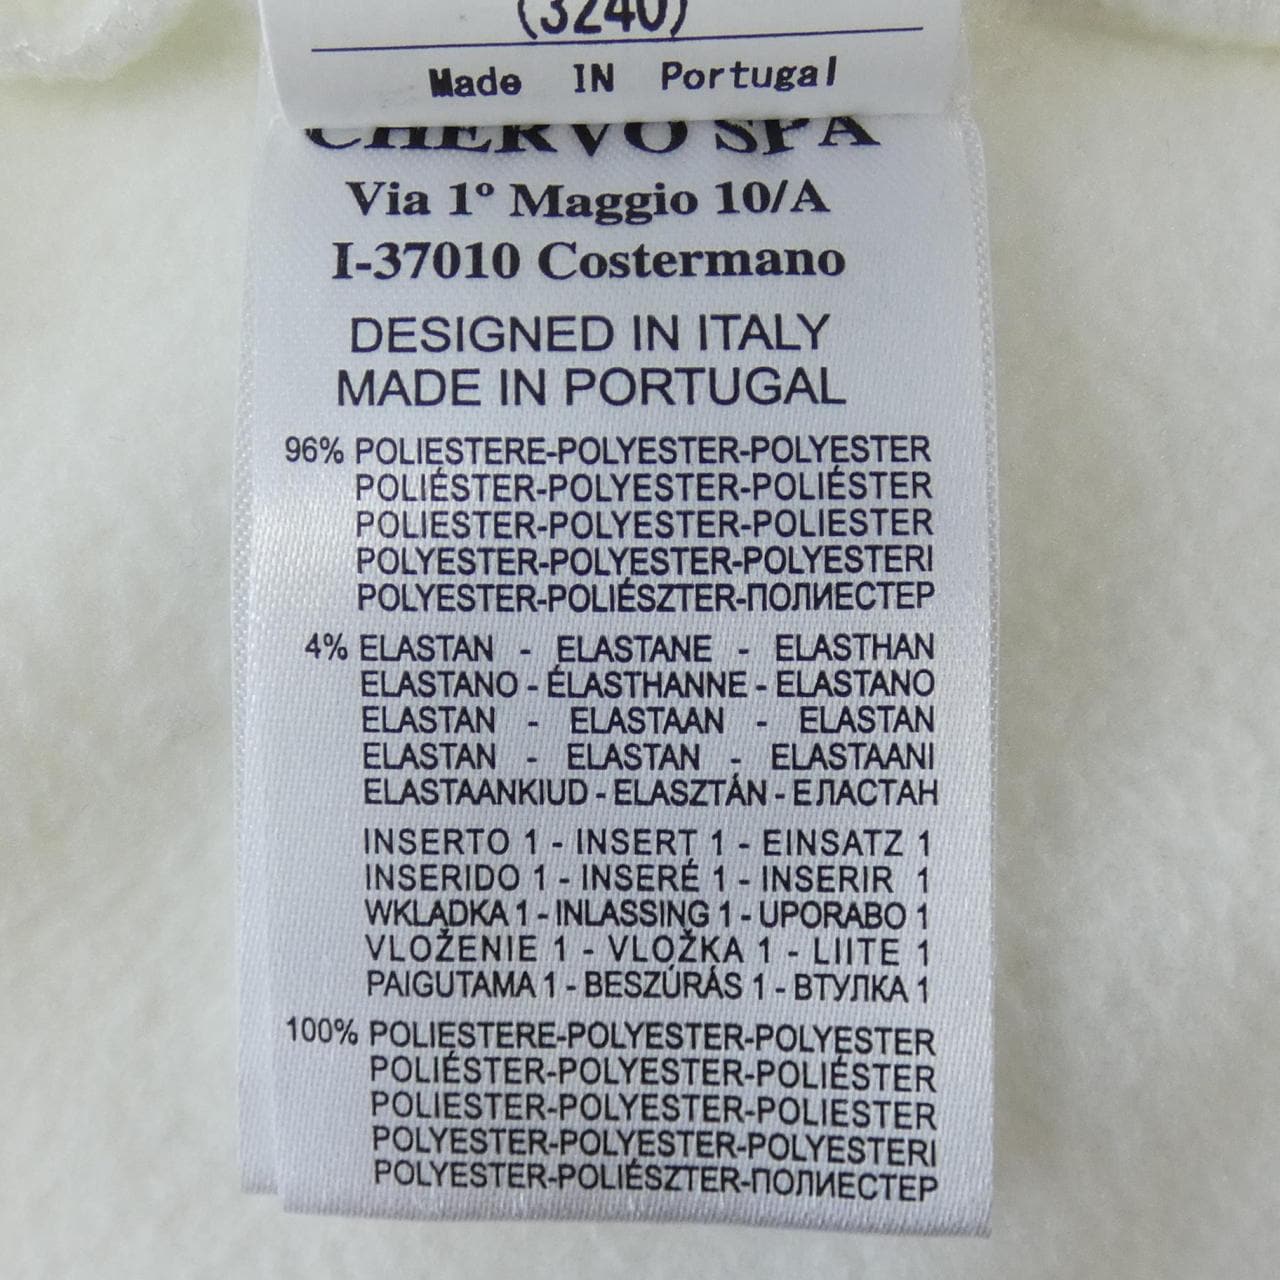 (3240)
Made IN Portugal
CHERVO SPA
Via 1° Maggio 10/A
I-37010 Costermano
DESIGNED IN ITALY
MADE IN PORTUGAL
96% POLIESTERE-POLYESTER-POLYESTER
POLIÉSTER-POLYESTER-POLIÉSTER
POLIESTER-POLYESTER-POLIESTER
POLYESTER-POLYESTER-POLYESTERI
POLYESTER-POLIÉSZTER-ПОЛИЕСТЕР
4% ELASTAN - ELASTANE - ELASTHAN
ELASTANO - ÉLASTHANNE - ELASTANO
ELASTAN - ELASTAAN - ELASTAN
ELASTAN - ELASTAN - ELASTAANI
ELASTAANKIUD - ELASZTÁN - ЕЛАСТАН
INSERTO 1 - INSERT 1 - EINSATZ 1
INSERIDO 1 - INSERÉ 1 - INSERIR 1
WKLĄDKA 1 - INLASSING 1 - UPORABO 1
VLOŽENIE 1 - VLOŽKA 1 - LIITE 1
PAIGUTAMA 1 - BESZÚRÁS 1 - ВТУЛКА 1
100% POLIESTERE-POLYESTER-POLYESTER
POLIÉSTER-POLYESTER-POLIÉSTER
POLIESTER-POLYESTER-POLIESTER
POLYESTER-POLYESTER-POLYESTERI
POLYESTER-POLIÉSZTER-ПОЛИЕСТЕР